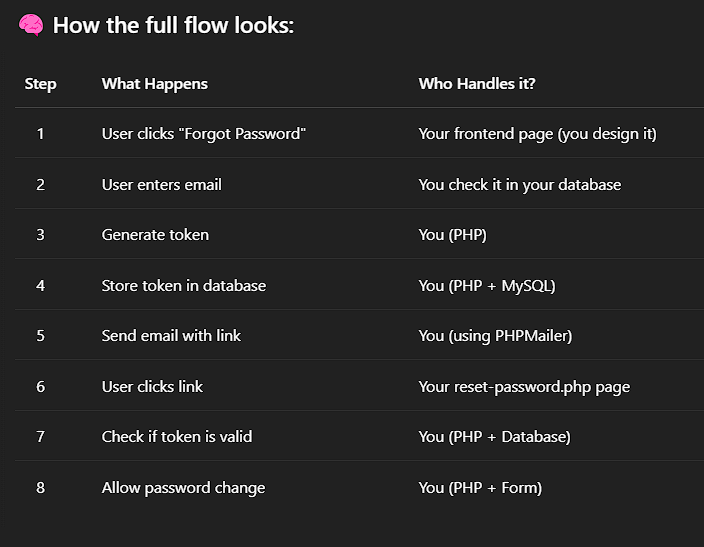 🧠 How the full flow looks:
Step What Happens Who Handles it?
1 User clicks "Forgot Password" Your frontend page (you design it)
2 User enters email You check it in your database
3 Generate token You (PHP)
4 Store token in database You (PHP + MySQL)
5 Send email with link You (using PHPMailer)
6 User clicks link Your reset-password.php page
7 Check if token is valid You (PHP + Database)
8 Allow password change You (PHP + Form)